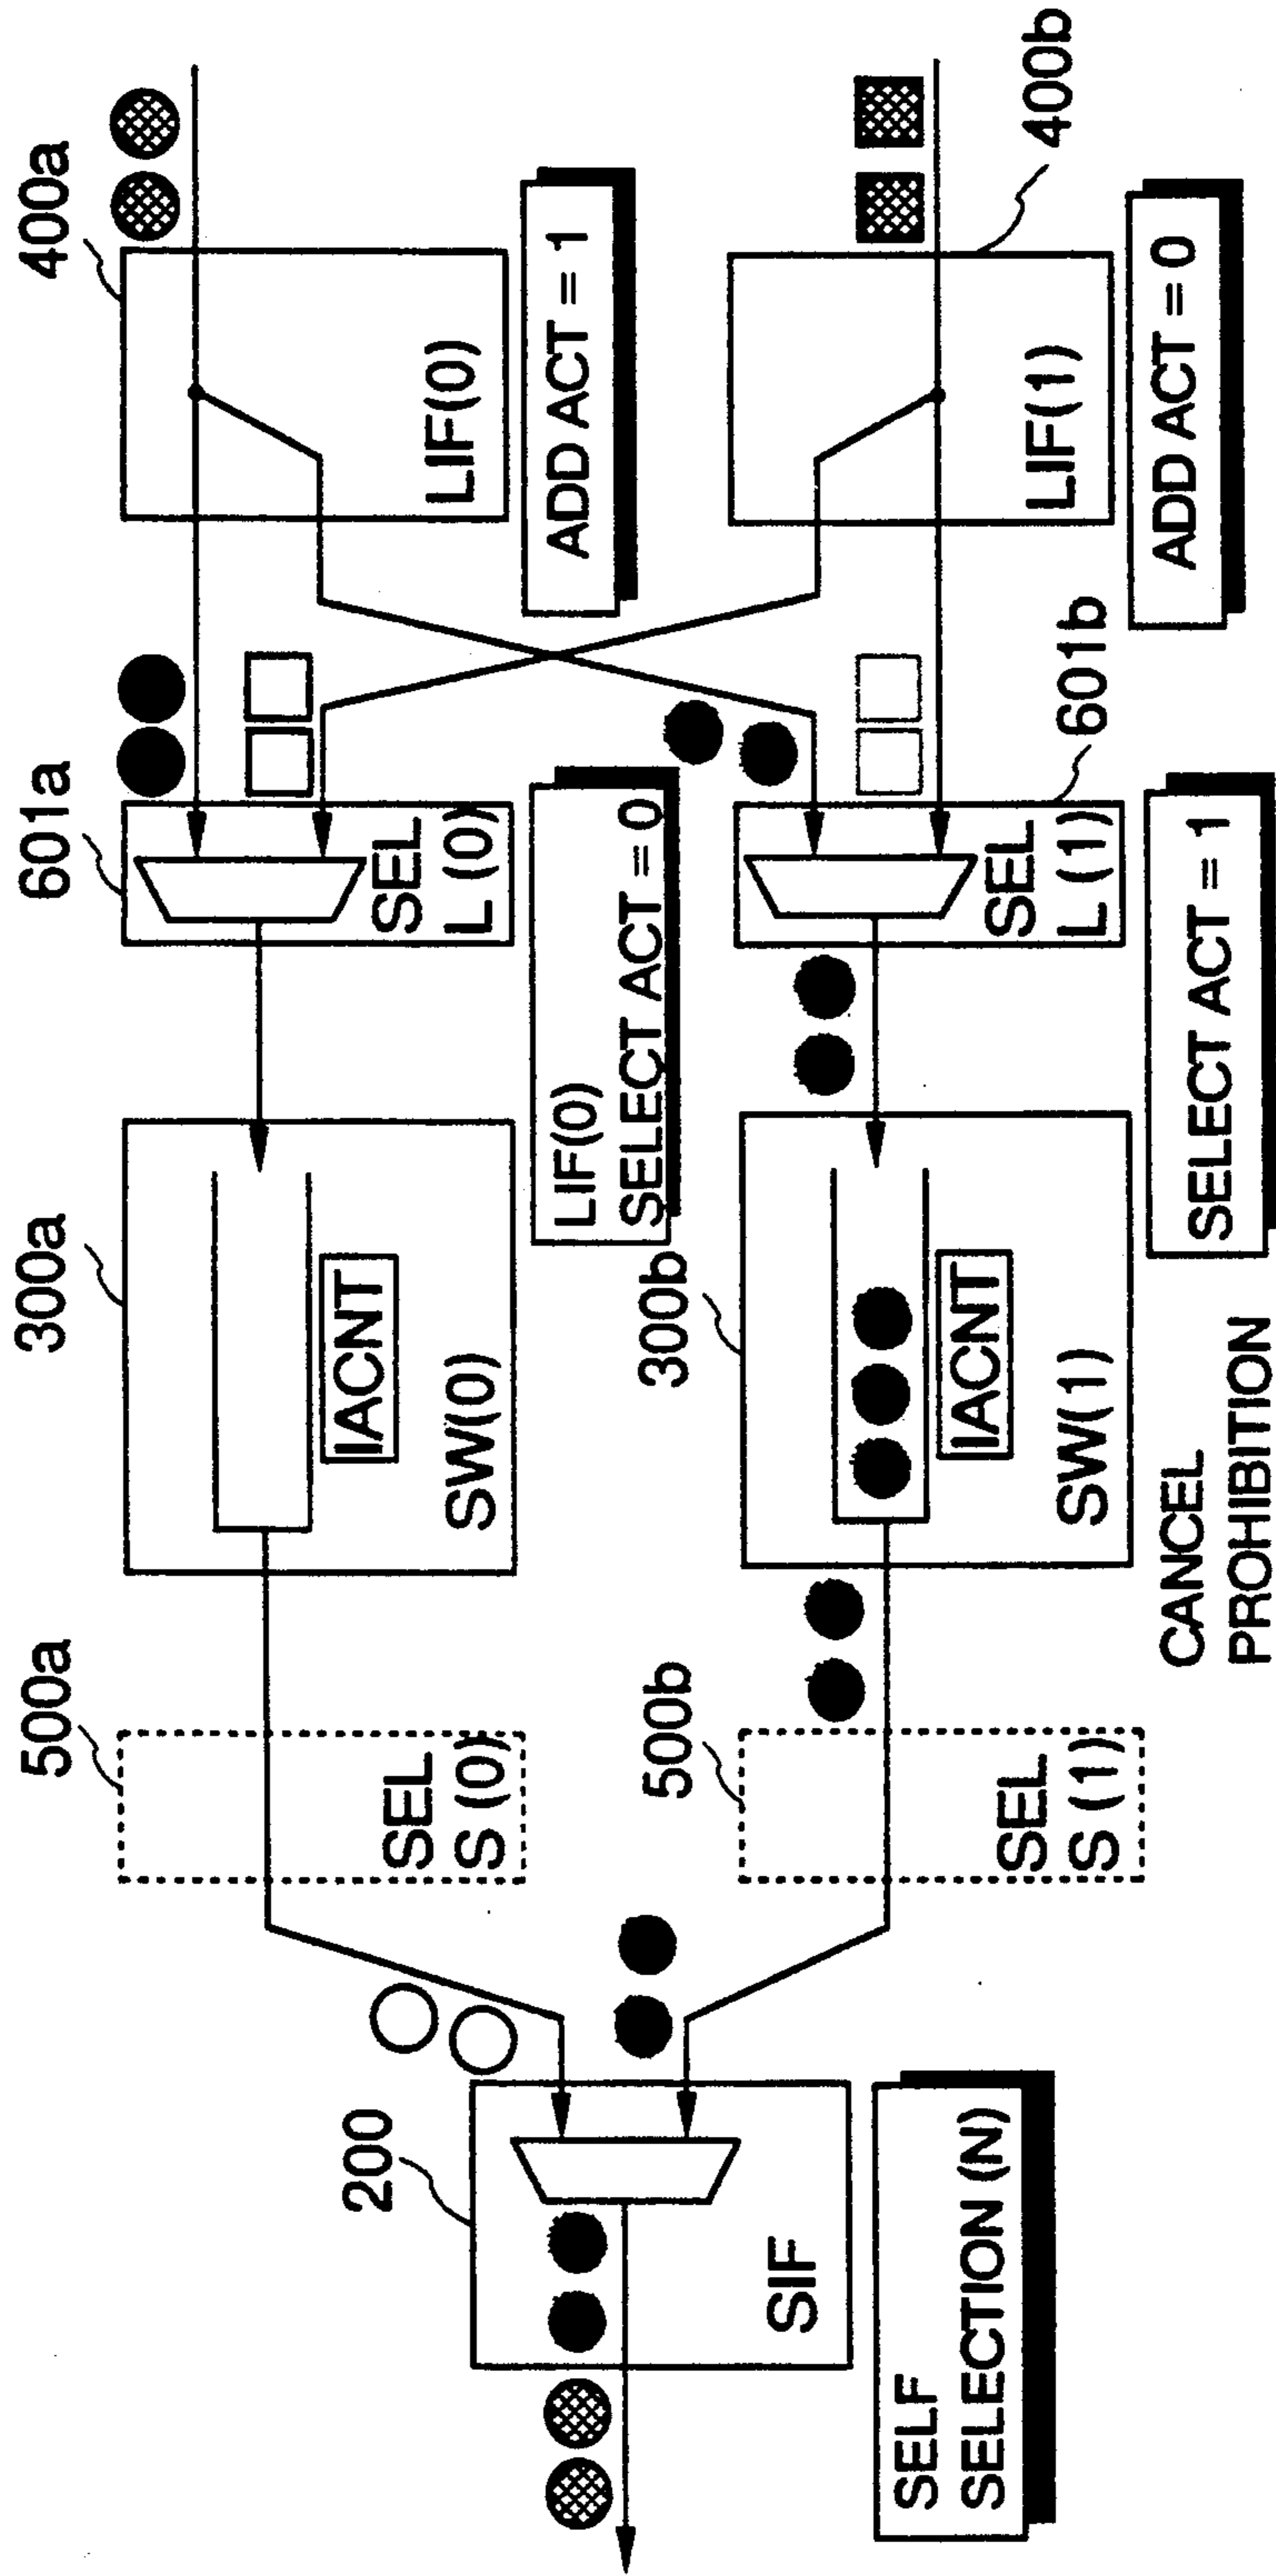 500a
300a
601a
400a
SEL
S (0)
IACNT
SW(0)
SEL
L (0)
LIF(0)
LIF(0)
SELECT ACT = 0
ADD ACT = 1
200
SIF
SELF
SELECTION (N)
500b
300b
601b
400b
SEL
S (1)
IACNT
SW(1)
SEL
L (1)
LIF(1)
CANCEL
PROHIBITION
SELECT ACT = 1
ADD ACT = 0